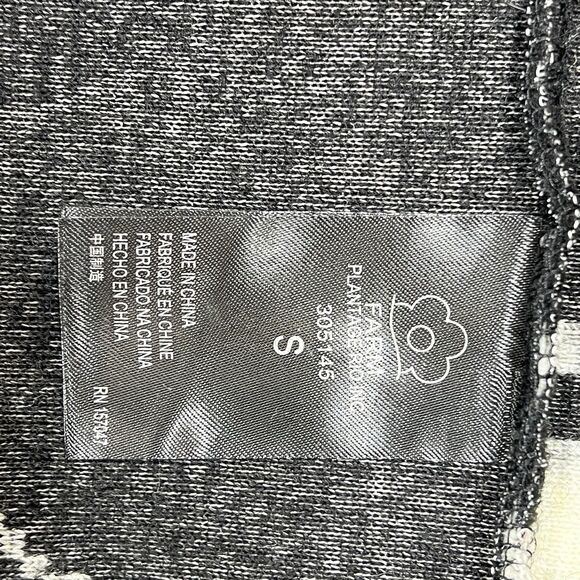 FARM
PLANTAGE RIO INC.
305145
S
MADE IN CHINA
FABRIQUE EN CHINE
FABRICADO NA CHINA
HECHO EN CHINA
中国制造
RN 157047